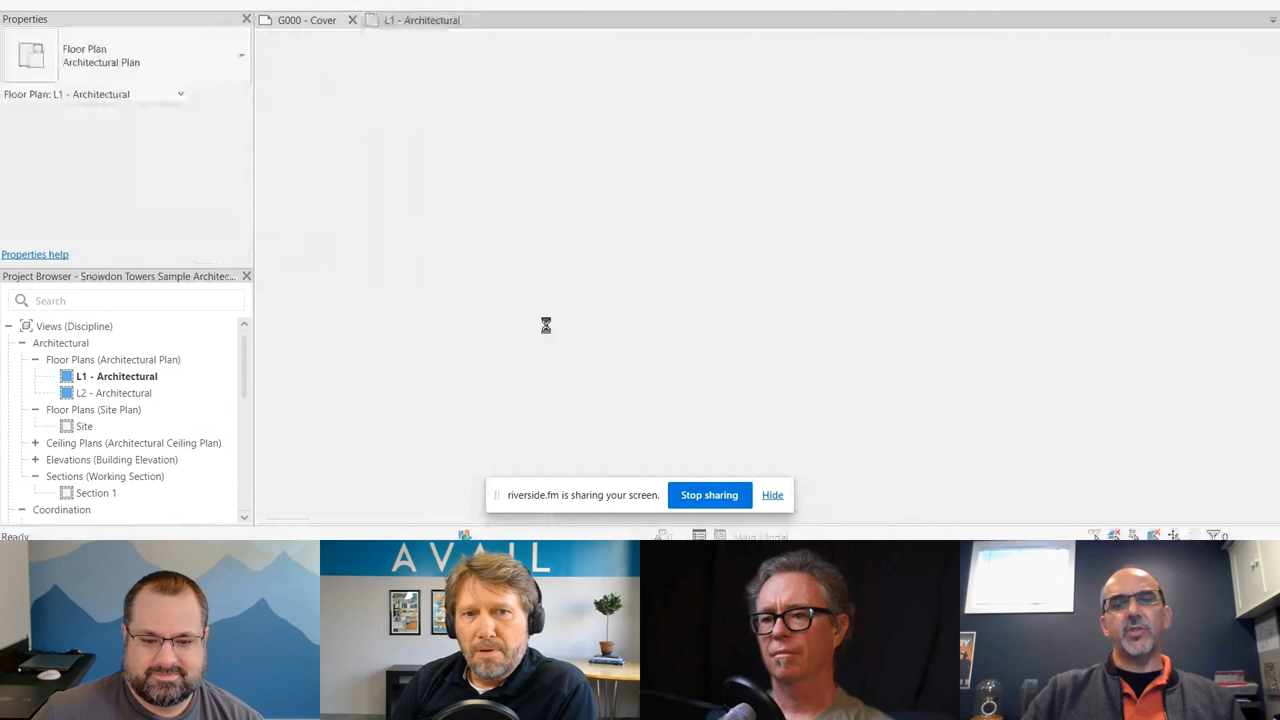 Properties
G000 - Cover
L1 - Architectural
Floor Plan
Architectural Plan
Floor Plan: L1 - Architectural
Properties help
Project Browser - Snowdon Towers Sample Architec...
Search
Views (Discipline)
Architectural
Floor Plans (Architectural Plan)
L1 - Architectural
L2 - Architectural
Floor Plans (Site Plan)
Site
Ceiling Plans (Architectural Ceiling Plan)
Elevations (Building Elevation)
Sections (Working Section)
Section 1
Coordination
riverside.fm is sharing your screen.
Stop sharing
Hide
Ready
Main Model
AVAIL